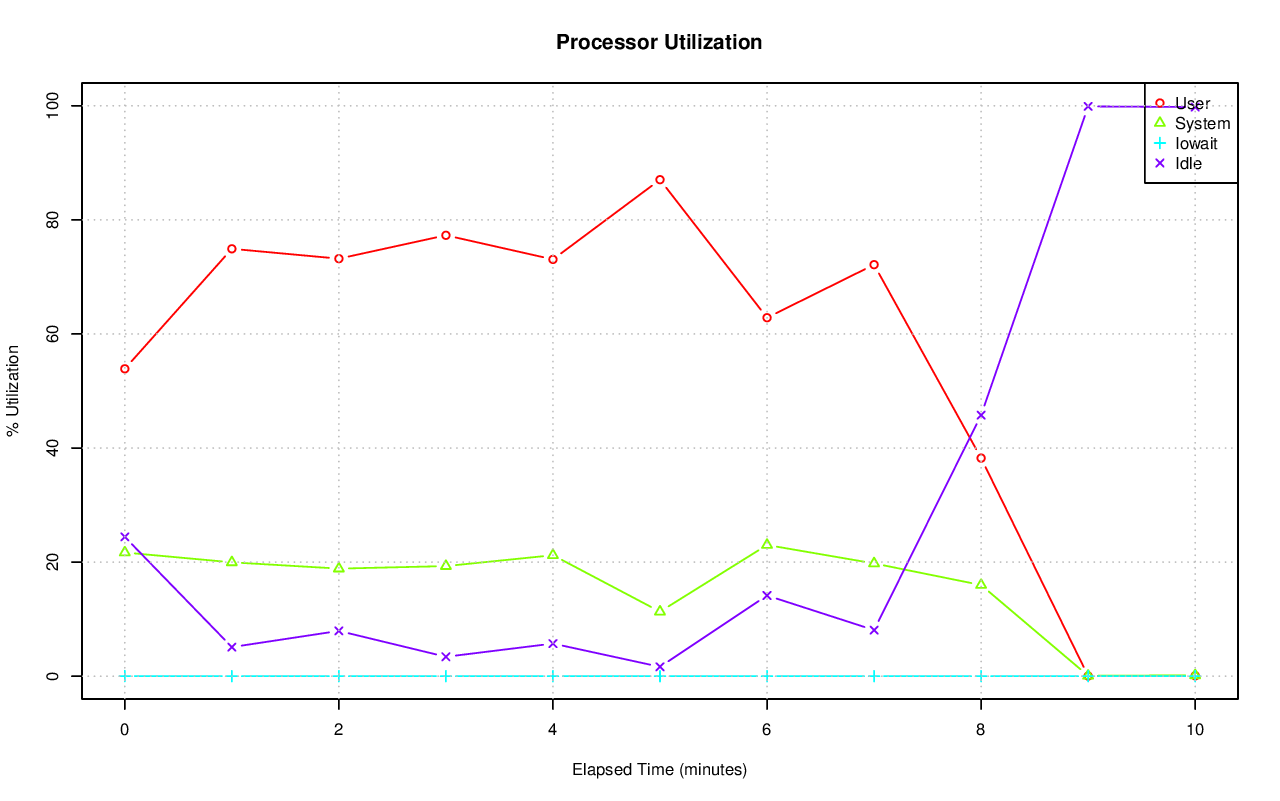 Processor Utilization
% Utilization
100
80
60
40
20
0
User
System
Iowait
Idle
0 2 4 6 8 10
Elapsed Time (minutes)